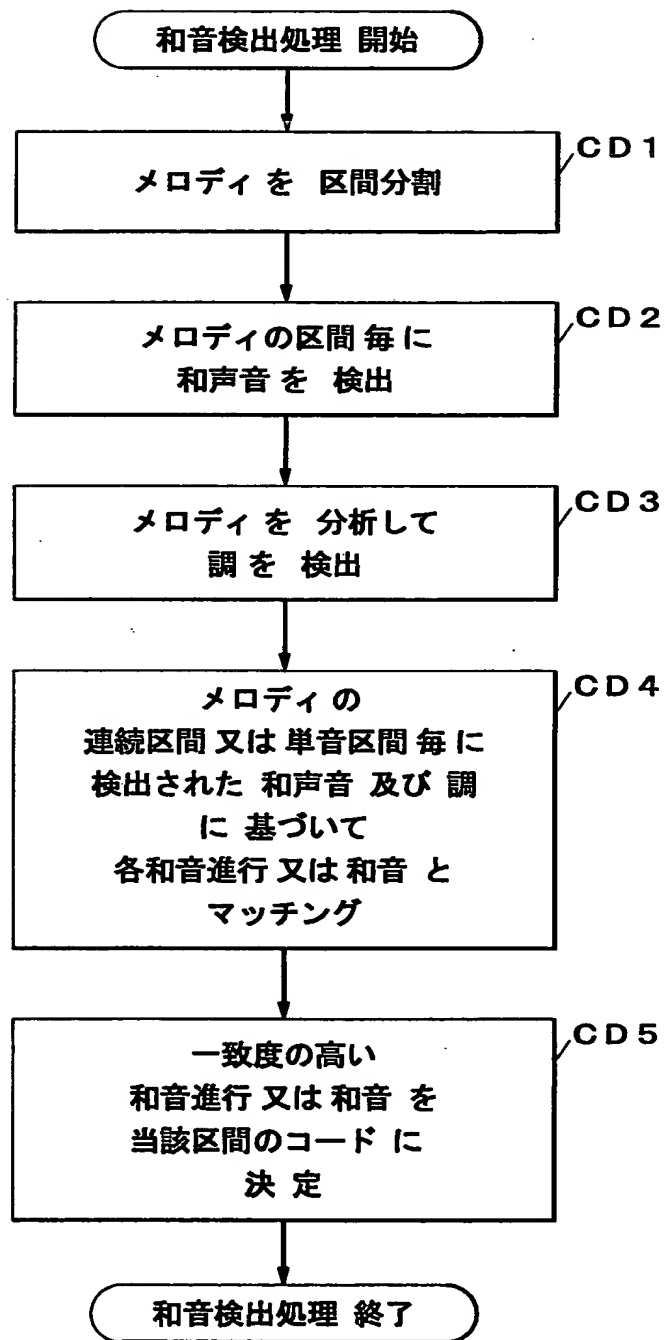 和音検出処理 開始
CD1
メロディ を 区間分割
CD2
メロディの区間 毎 に
和声音 を 検出
CD3
メロディ を 分析して
調 を 検出
CD4
メロディ の
連続区間 又は 単音区間 毎 に
検出された 和声音 及び 調
に 基づいて
各和音進行 又は 和音 と
マッチング
CD5
一致度の高い
和音進行 又は 和音 を
当該区間のコード に
決 定
和音検出処理 終了